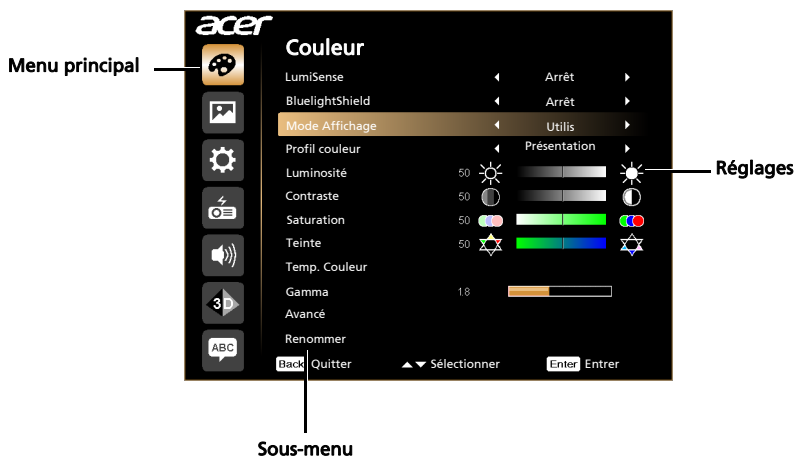 acer
Couleur
Menu principal
LumiSense Arrêt
BluelightShield Arrêt
Mode Affichage Utilis
Profil couleur Présentation
Luminosité 50
Réglages
Contraste 50
Saturation 50
Teinte 50
Temp. Couleur
Gamma 1.8
3D
Avancé
Renommer
ABC
Back Quitter Sélectionner Enter Entrer
Sous-menu